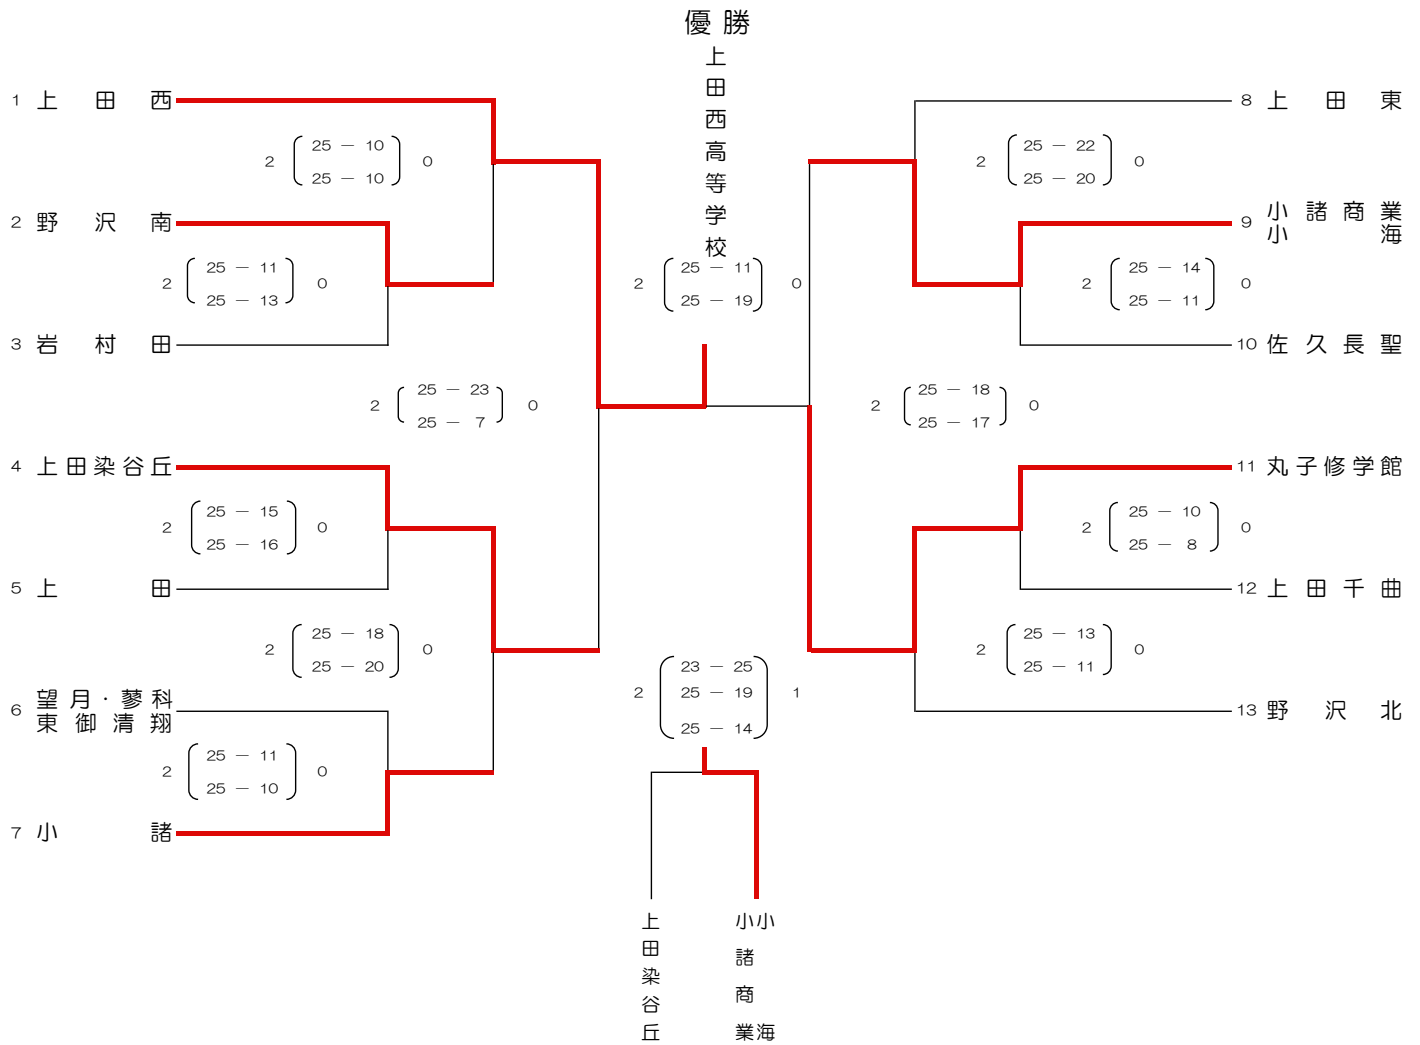 優勝
上田西高等学校
1 上田西
2 ( 25 − 10 ) 0
25 − 10
2 野沢南
2 ( 25 − 11 ) 0
25 − 13
3 岩村田
2 ( 25 − 23 ) 0
25 − 7
4 上田染谷丘
2 ( 25 − 15 ) 0
25 − 16
5 上田
2 ( 25 − 18 ) 0
25 − 20
6 望月・蓼科
東御清翔
2 ( 25 − 11 ) 0
25 − 10
7 小諸
2 ( 25 − 11 ) 0
25 − 19
8 上田東
2 ( 25 − 22 ) 0
25 − 20
9 小諸商業
小海
2 ( 25 − 14 ) 0
25 − 11
10 佐久長聖
2 ( 25 − 18 ) 0
25 − 17
11 丸子修学館
2 ( 25 − 10 ) 0
25 − 8
12 上田千曲
2 ( 25 − 13 ) 0
25 − 11
13 野沢北
23 − 25
2 ( 25 − 19 ) 1
25 − 14
上田染谷丘
小諸商業
小海